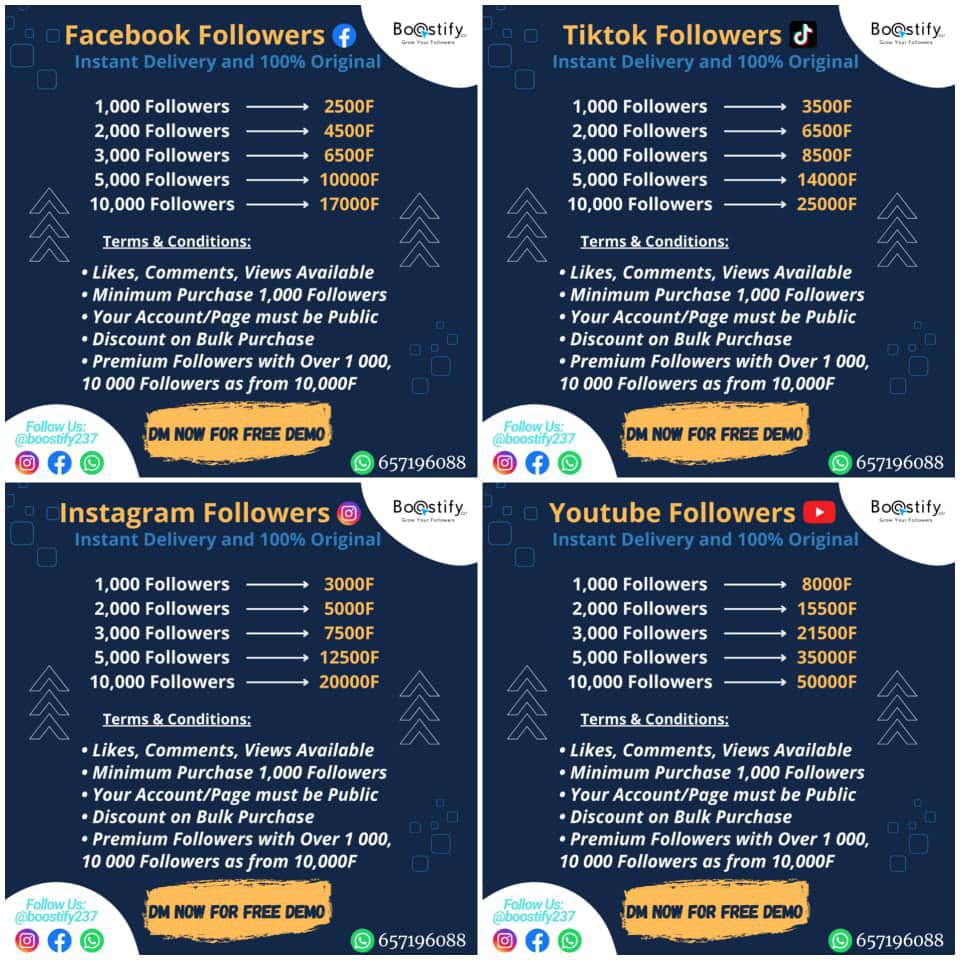 Facebook Followers
Bo@stify
Grow Your Followers
Instant Delivery and 100% Original
1,000 Followers 2500F
2,000 Followers 4500F
3,000 Followers 6500F
5,000 Followers 10000F
10,000 Followers 17000F
Terms & Conditions:
• Likes, Comments, Views Available
• Minimum Purchase 1,000 Followers
• Your Account/Page must be Public
• Discount on Bulk Purchase
• Premium Followers with Over 1 000,
10 000 Followers as from 10,000F
Follow Us:
@boostify237
DM NOW FOR FREE DEMO
657196088
Tiktok Followers
Bo@stify
Grow Your Followers
Instant Delivery and 100% Original
1,000 Followers 3500F
2,000 Followers 6500F
3,000 Followers 8500F
5,000 Followers 14000F
10,000 Followers 25000F
Terms & Conditions:
• Likes, Comments, Views Available
• Minimum Purchase 1,000 Followers
• Your Account/Page must be Public
• Discount on Bulk Purchase
• Premium Followers with Over 1 000,
10 000 Followers as from 10,000F
Follow Us:
@boostify237
DM NOW FOR FREE DEMO
657196088
Instagram Followers
Bo@stify
Grow Your Followers
Instant Delivery and 100% Original
1,000 Followers 3000F
2,000 Followers 5000F
3,000 Followers 7500F
5,000 Followers 12500F
10,000 Followers 20000F
Terms & Conditions:
• Likes, Comments, Views Available
• Minimum Purchase 1,000 Followers
• Your Account/Page must be Public
• Discount on Bulk Purchase
• Premium Followers with Over 1 000,
10 000 Followers as from 10,000F
Follow Us:
@boostify237
DM NOW FOR FREE DEMO
657196088
Youtube Followers
Bo@stify
Grow Your Followers
Instant Delivery and 100% Original
1,000 Followers 8000F
2,000 Followers 15500F
3,000 Followers 21500F
5,000 Followers 35000F
10,000 Followers 50000F
Terms & Conditions:
• Likes, Comments, Views Available
• Minimum Purchase 1,000 Followers
• Your Account/Page must be Public
• Discount on Bulk Purchase
• Premium Followers with Over 1 000,
10 000 Followers as from 10,000F
Follow Us:
@boostify237
DM NOW FOR FREE DEMO
657196088